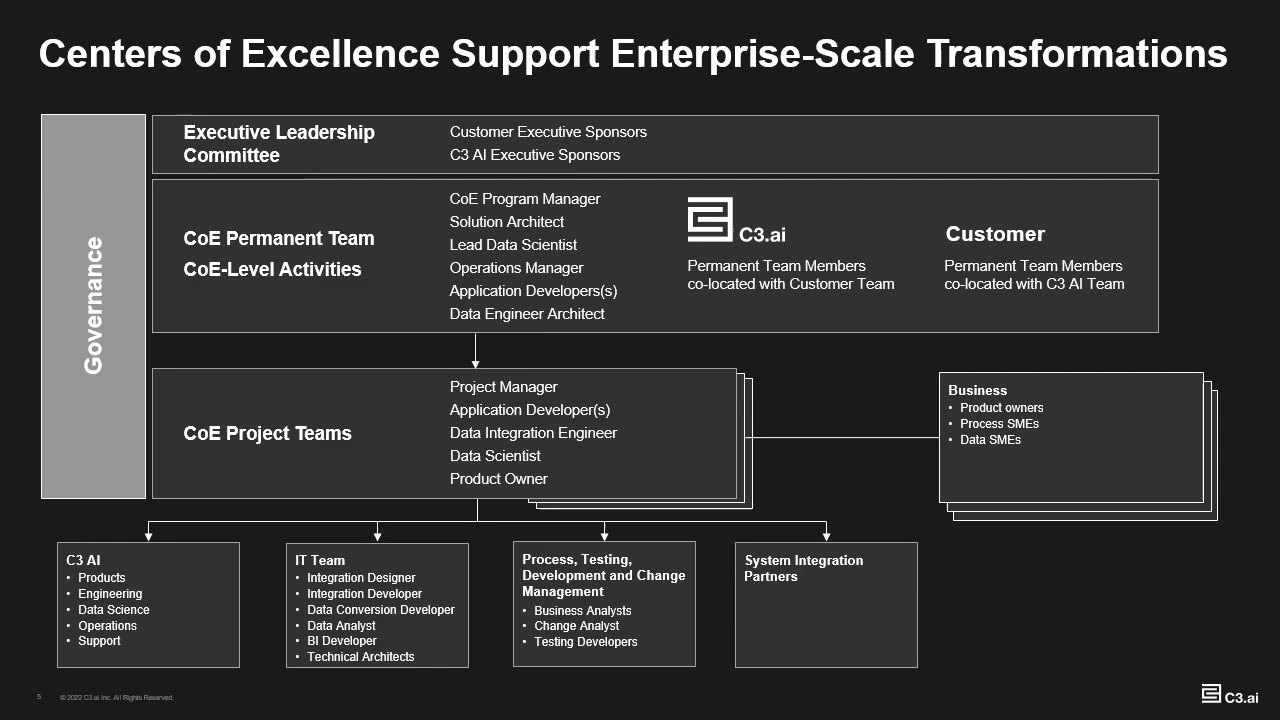 Centers of Excellence Support Enterprise-Scale Transformations
Governance
Executive Leadership
Committee
Customer Executive Sponsors
C3 AI Executive Sponsors
CoE Permanent Team
CoE-Level Activities
CoE Program Manager
Solution Architect
Lead Data Scientist
Operations Manager
Application Developers(s)
Data Engineer Architect
C3.ai
Permanent Team Members
co-located with Customer Team
Customer
Permanent Team Members
co-located with C3 AI Team
CoE Project Teams
Project Manager
Application Developer(s)
Data Integration Engineer
Data Scientist
Product Owner
Business
• Product owners
• Process SMEs
• Data SMEs
C3 AI
• Products
• Engineering
• Data Science
• Operations
• Support
IT Team
• Integration Designer
• Integration Developer
• Data Conversion Developer
• Data Analyst
• BI Developer
• Technical Architects
Process, Testing,
Development and Change
Management
• Business Analysts
• Change Analyst
• Testing Developers
System Integration
Partners
5
© 2022 C3.ai Inc. All Rights Reserved.
C3.ai